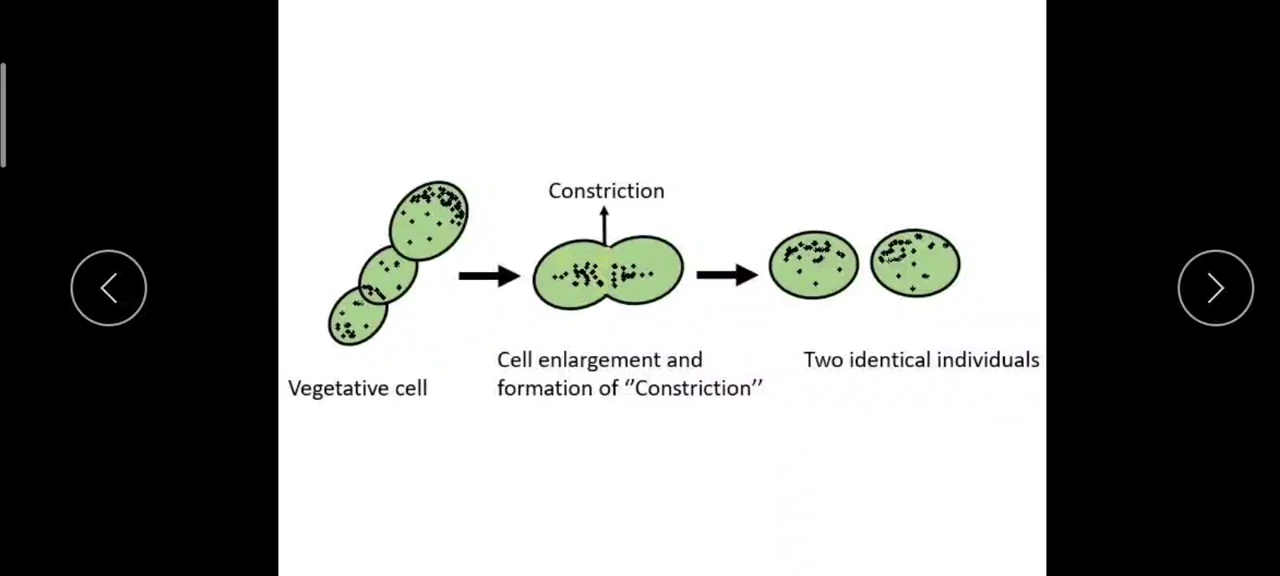 Constriction
Vegetative cell
Cell enlargement and
formation of ‘’Constriction’’
Two identical individuals